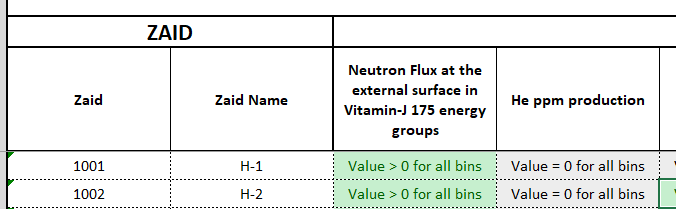 ZAID
Zaid
Zaid Name
Neutron Flux at the
external surface in
Vitamin-J 175 energy
groups
He ppm production
1001
H-1
Value > 0 for all bins
Value = 0 for all bins
1002
H-2
Value > 0 for all bins
Value = 0 for all bins